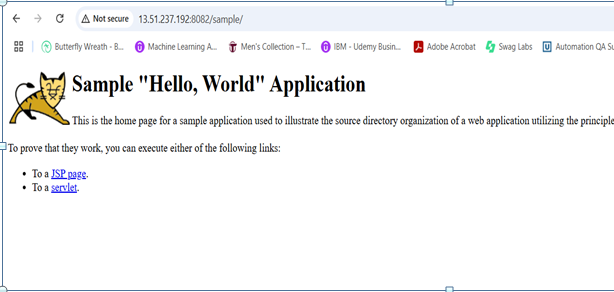 Not secure 13.51.237.192:8082/sample/
Butterfly Wreath - B... Machine Learning A... Men's Collection – T... IBM - Udemy Busin... Adobe Acrobat Swag Labs Automation QA Su
Sample "Hello, World" Application
This is the home page for a sample application used to illustrate the source directory organization of a web application utilizing the principle
To prove that they work, you can execute either of the following links:
• To a JSP page.
• To a servlet.